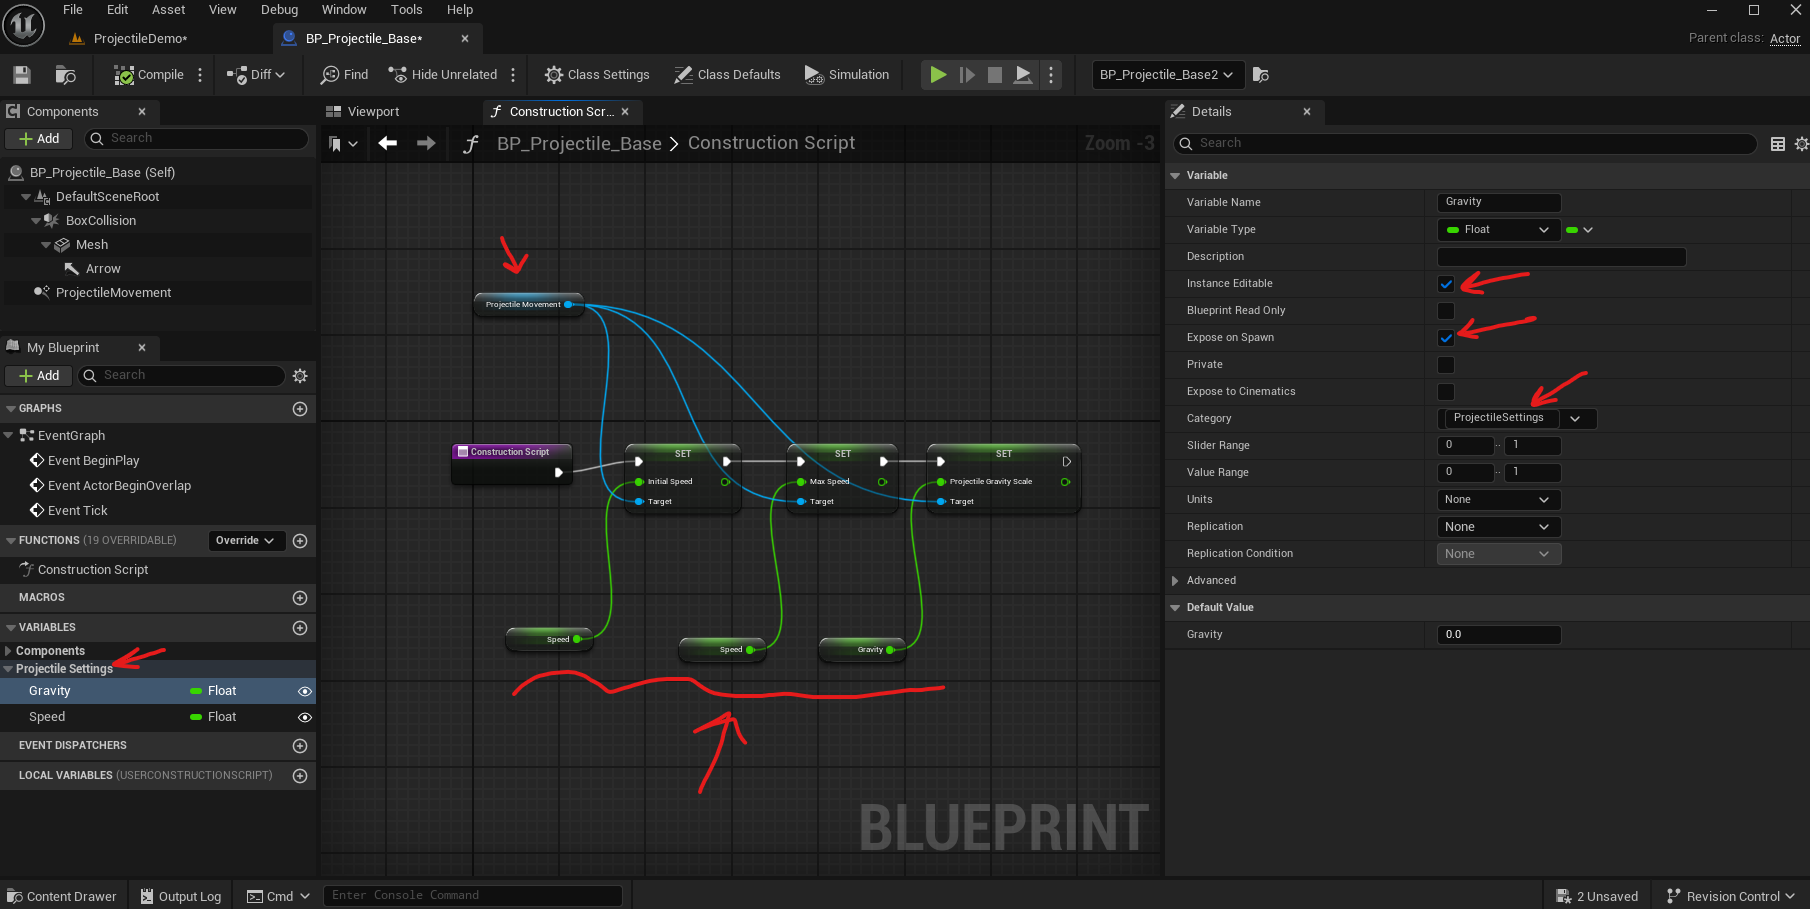 File Edit Asset View Debug Window Tools Help
ProjectileDemo*
BP_Projectile_Base*
Parent class: Actor
Compile
Diff
Find
Hide Unrelated
Class Settings
Class Defaults
Simulation
BP_Projectile_Base2
Components
Add
Search
BP_Projectile_Base (Self)
DefaultSceneRoot
BoxCollision
Mesh
Arrow
ProjectileMovement
My Blueprint
Add
Search
GRAPHS
EventGraph
Event BeginPlay
Event ActorBeginOverlap
Event Tick
FUNCTIONS (19 OVERRIDABLE)
Override
Construction Script
MACROS
VARIABLES
Components
Projectile Settings
Gravity Float
Speed Float
EVENT DISPATCHERS
LOCAL VARIABLES (USERCONSTRUCTIONSCRIPT)
Viewport
Construction Scr...
BP_Projectile_Base > Construction Script
Zoom -3
Projectile Movement
Construction Script
SET
Initial Speed
Target
SET
Max Speed
Target
SET
Projectile Gravity Scale
Target
Speed
Speed
Gravity
BLUEPRINT
Details
Search
Variable
Variable Name Gravity
Variable Type Float
Description
Instance Editable
Blueprint Read Only
Expose on Spawn
Private
Expose to Cinematics
Category ProjectileSettings
Slider Range 0 .. 1
Value Range 0 .. 1
Units None
Replication None
Replication Condition None
Advanced
Default Value
Gravity 0.0
Content Drawer
Output Log
Cmd
Enter Console Command
2 Unsaved
Revision Control